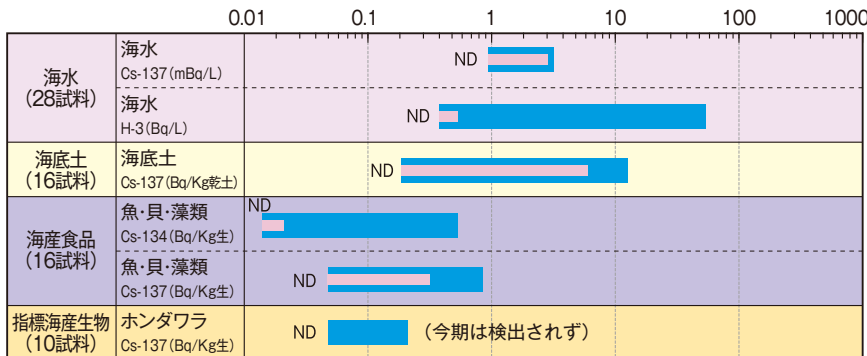 0.01 0.1 1 10 100 1000
海水
（28試料）
海水
Cs-137（mBq/L）
ND
海水
H-3（Bq/L）
ND
海底土
（16試料）
海底土
Cs-137（Bq/Kg乾土）
ND
海産食品
（16試料）
魚・貝・藻類
Cs-134（Bq/Kg生）
ND
魚・貝・藻類
Cs-137（Bq/Kg生）
ND
指標海産生物
（10試料）
ホンダワラ
Cs-137（Bq/Kg生）
ND （今期は検出されず）